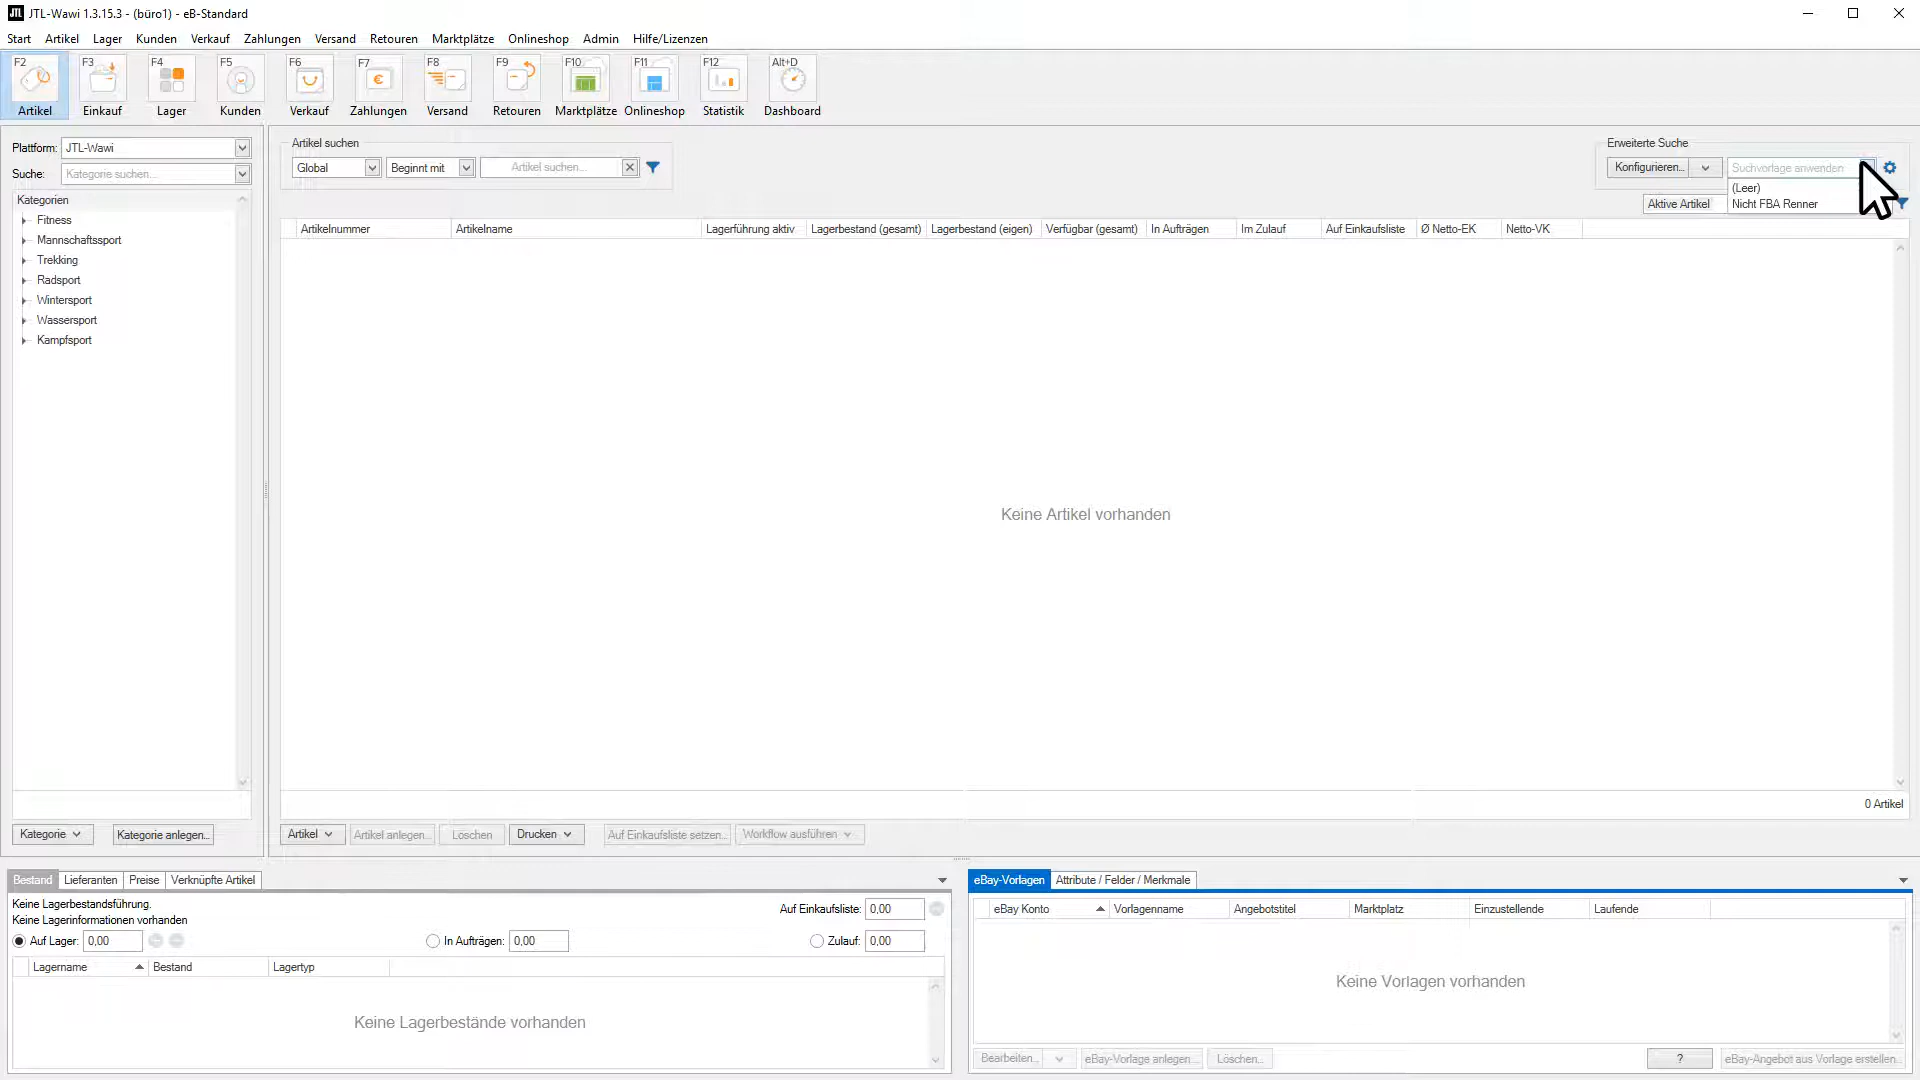 JTL JTL-Wawi 1.3.15.3 - (büro1) - eB-Standard
Start Artikel Lager Kunden Verkauf Zahlungen Versand Retouren Marktplätze Onlineshop Admin Hilfe/Lizenzen
F2 F3 F4 F5 F6 F7 F8 F9 F10 F11 F12 Alt+D
Artikel Einkauf Lager Kunden Verkauf Zahlungen Versand Retouren Marktplätze Onlineshop Statistik Dashboard
Plattform: JTL-Wawi
Suche: Kategorie suchen...
Kategorien
Fitness
Mannschaftssport
Trekking
Radsport
Wintersport
Wassersport
Kampfsport
Kategorie Kategorie anlegen...
Artikel suchen
Global Beginnt mit Artikel suchen...
Erweiterte Suche
Konfigurieren... Suchvorlage anwenden
(Leer)
Aktive Artikel Nicht FBA Renner
Artikelnummer Artikelname Lagerführung aktiv Lagerbestand (gesamt) Lagerbestand (eigen) Verfügbar (gesamt) In Aufträgen Im Zulauf Auf Einkaufsliste Ø Netto-EK Netto-VK
Keine Artikel vorhanden
0 Artikel
Artikel Artikel anlegen... Löschen Drucken Auf Einkaufsliste setzen... Workflow ausführen
Bestand Lieferanten Preise Verknüpfte Artikel
Keine Lagerbestandsführung.
Keine Lagerinformationen vorhanden
Auf Einkaufsliste: 0,00
Auf Lager: 0,00 In Aufträgen: 0,00 Zulauf: 0,00
Lagername Bestand Lagertyp
Keine Lagerbestände vorhanden
eBay-Vorlagen Attribute / Felder / Merkmale
eBay Konto Vorlagenname Angebotstitel Marktplatz Einzustellende Laufende
Keine Vorlagen vorhanden
Bearbeiten... eBay-Vorlage anlegen... Löschen... ? eBay-Angebot aus Vorlage erstellen...